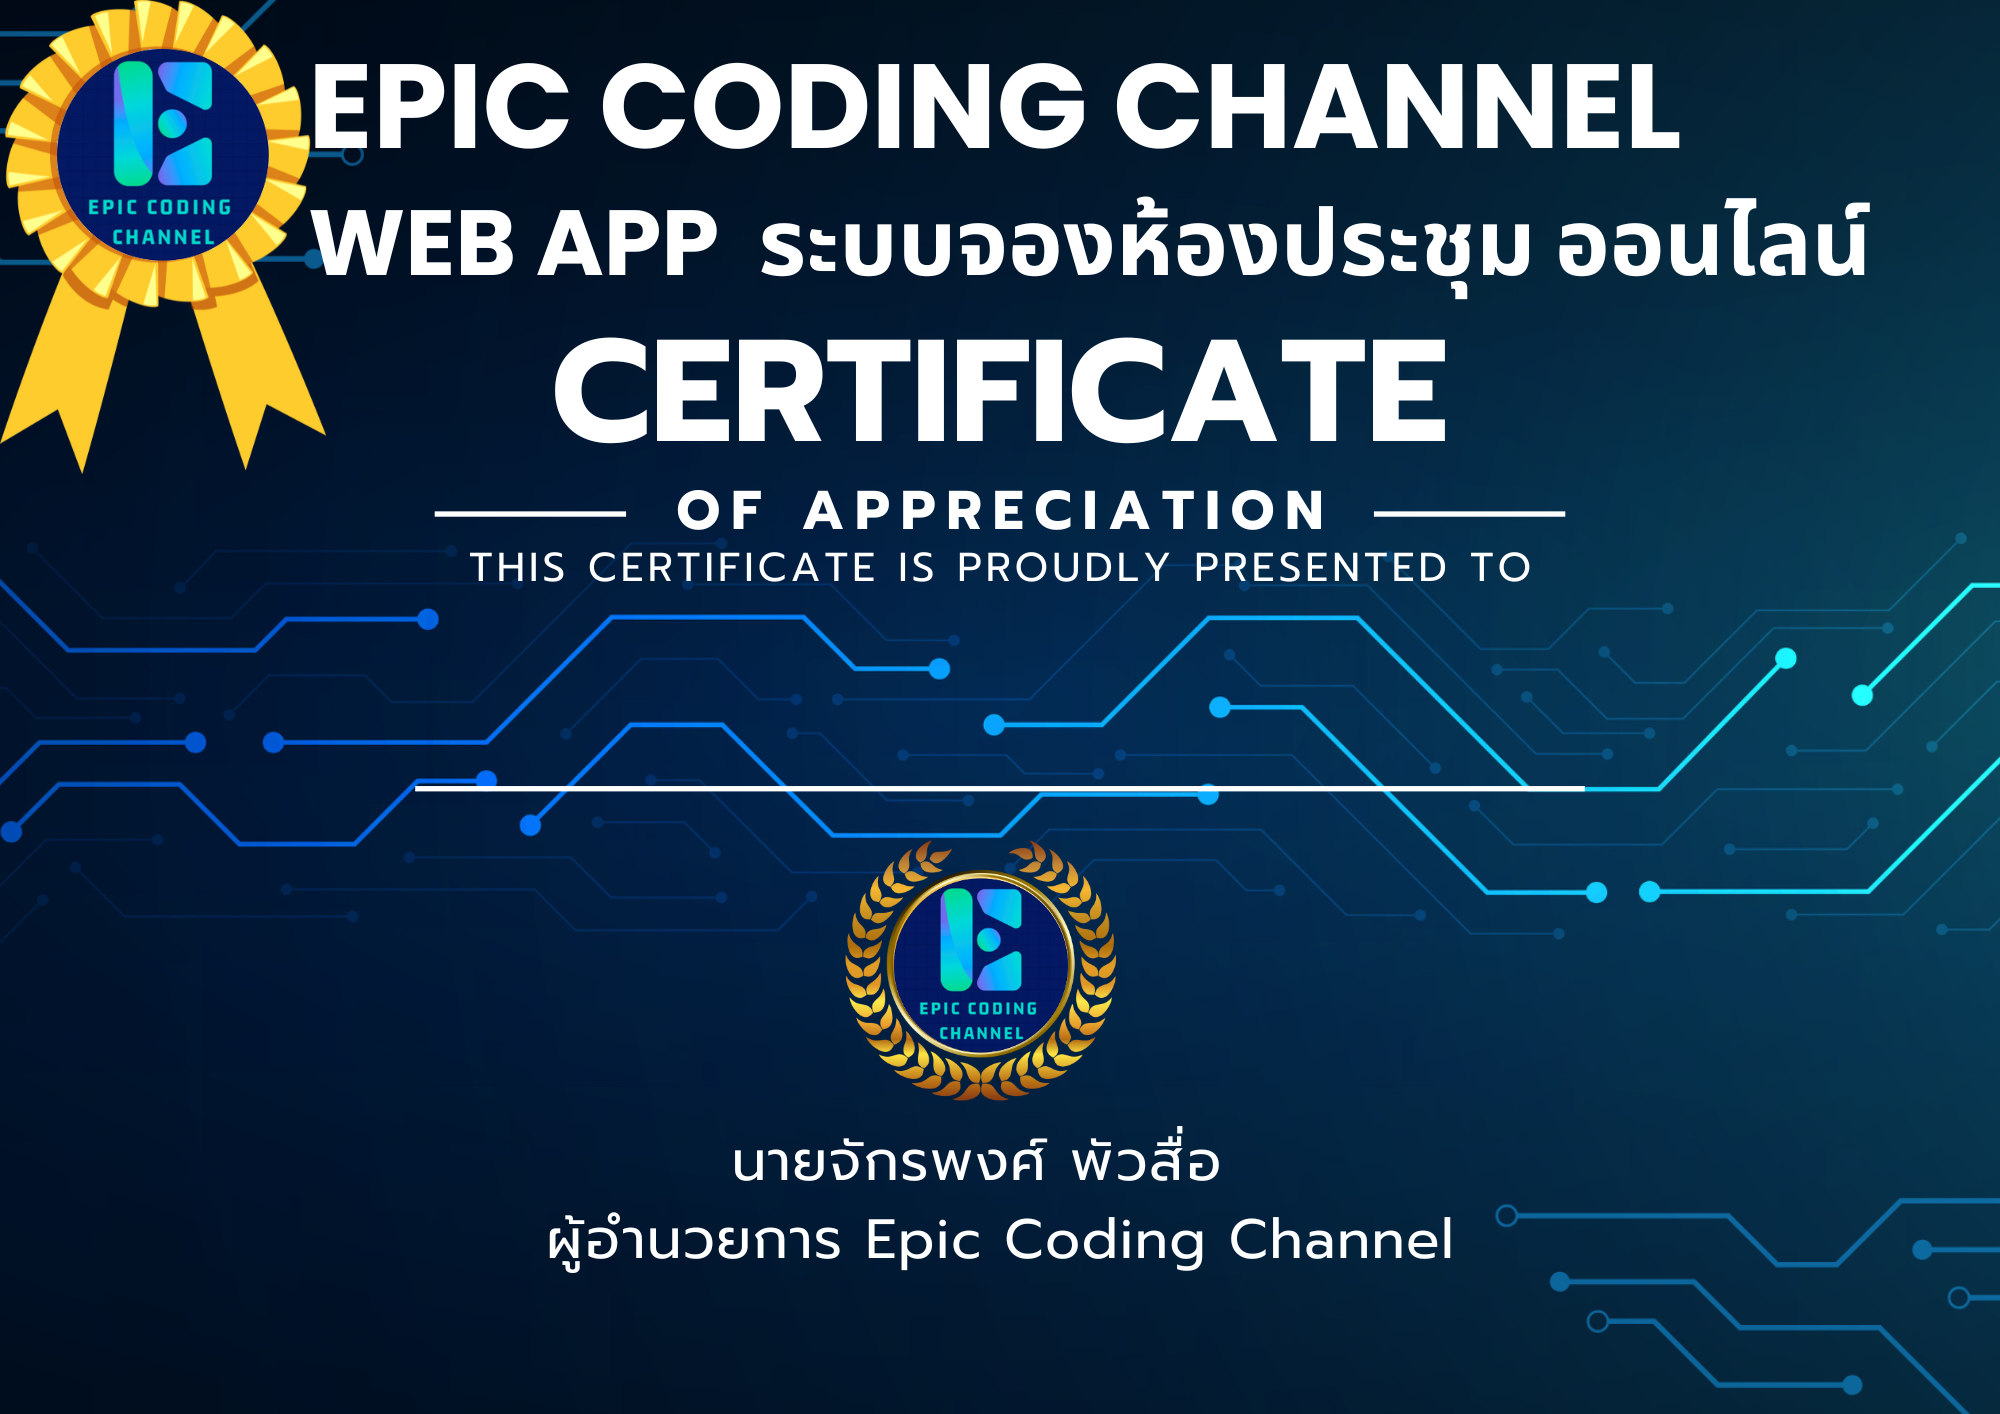 EPIC CODING CHANNEL
EPIC CODING
CHANNEL
WEB APP ระบบจองห้องประชุม ออนไลน์
CERTIFICATE
OF APPRECIATION
THIS CERTIFICATE IS PROUDLY PRESENTED TO
EPIC CODING
CHANNEL
นายจักรพงศ์ พัวสื่อ
ผู้อำนวยการ Epic Coding Channel